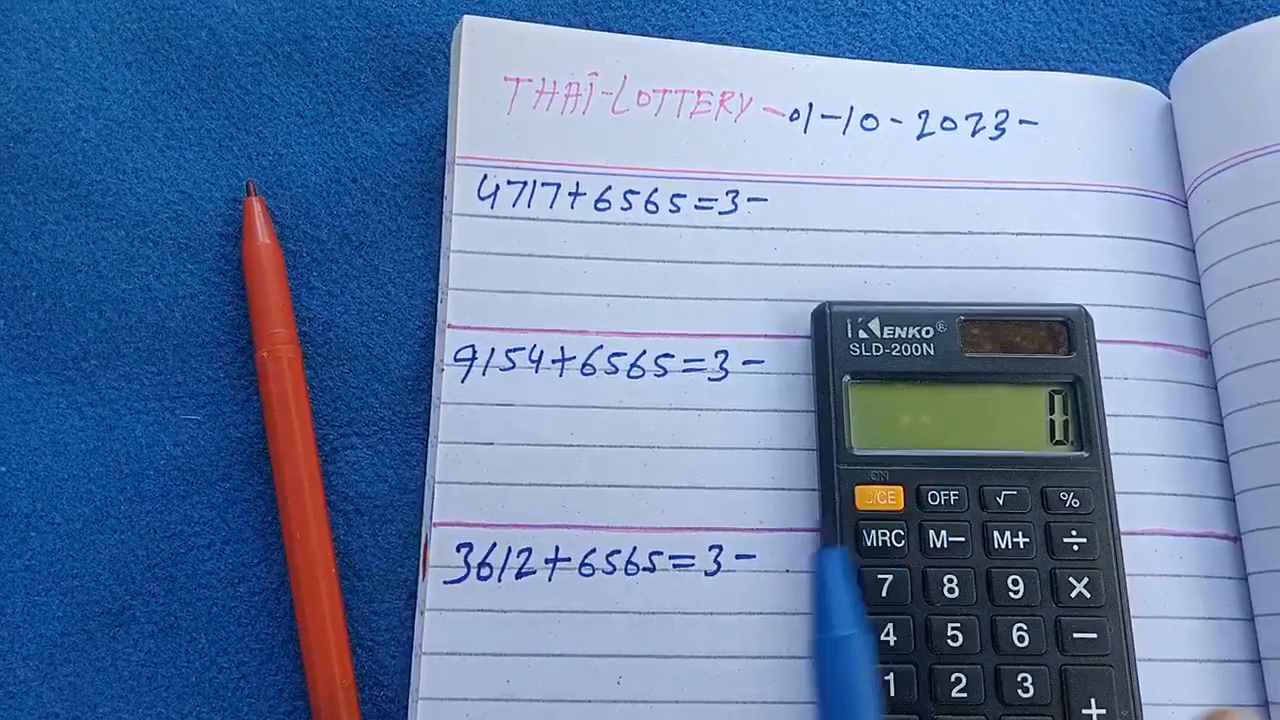 THAI-LOTTERY-01-10-2023-
4717+6565=3-
9154+6565=3-
3612+6565=3-
KENKO®
SLD-200N
0.
ON
C/CE OFF √ %
MRC M− M+ ÷
7 8 9 ×
4 5 6 −
1 2 3 +